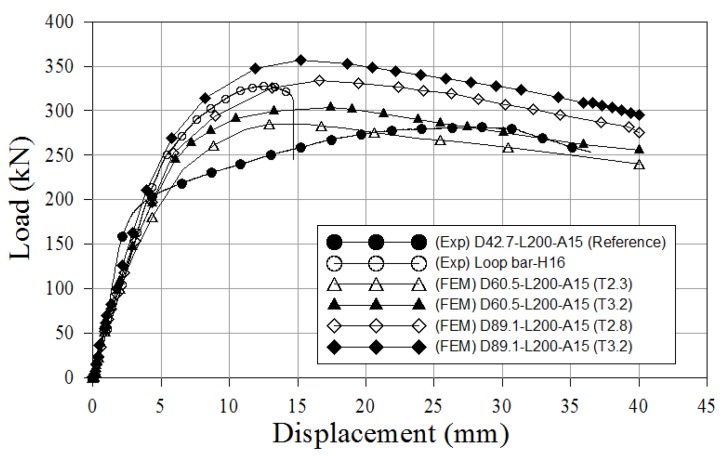 Load (kN)
400
350
300
250
200
150
100
50
0
(Exp) D42.7-L200-A15 (Reference)
(Exp) Loop bar-H16
(FEM) D60.5-L200-A15 (T2.3)
(FEM) D60.5-L200-A15 (T3.2)
(FEM) D89.1-L200-A15 (T2.8)
(FEM) D89.1-L200-A15 (T3.2)
0 5 10 15 20 25 30 35 40 45
Displacement (mm)